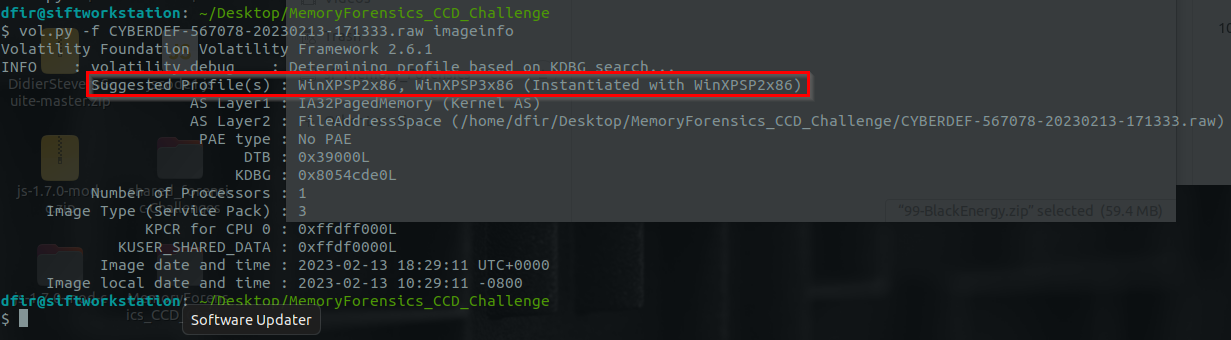 dfir@siftworkstation: ~/Desktop/MemoryForensics_CCD_Challenge
$ vol.py -f CYBERDEF-567078-20230213-171333.raw imageinfo
Volatility Foundation Volatility Framework 2.6.1
INFO    : volatility.debug    : Determining profile based on KDBG search...
Suggested Profile(s) : WinXPSP2x86, WinXPSP3x86 (Instantiated with WinXPSP2x86)
AS Layer1 : IA32PagedMemory (Kernel AS)
AS Layer2 : FileAddressSpace (/home/dfir/Desktop/MemoryForensics_CCD_Challenge/CYBERDEF-567078-20230213-171333.raw)
PAE type : No PAE
DTB : 0x39000L
KDBG : 0x8054cde0L
Number of Processors : 1
Image Type (Service Pack) : 3
KPCR for CPU 0 : 0xffdff000L
KUSER_SHARED_DATA : 0xffdf0000L
Image date and time : 2023-02-13 18:29:11 UTC+0000
Image local date and time : 2023-02-13 10:29:11 -0800
dfir@siftworkstation: ~/Desktop/MemoryForensics_CCD_Challenge
$
Software Updater
"99-BlackEnergy.zip" selected (59.4 MB)
js-1.7.0-mod